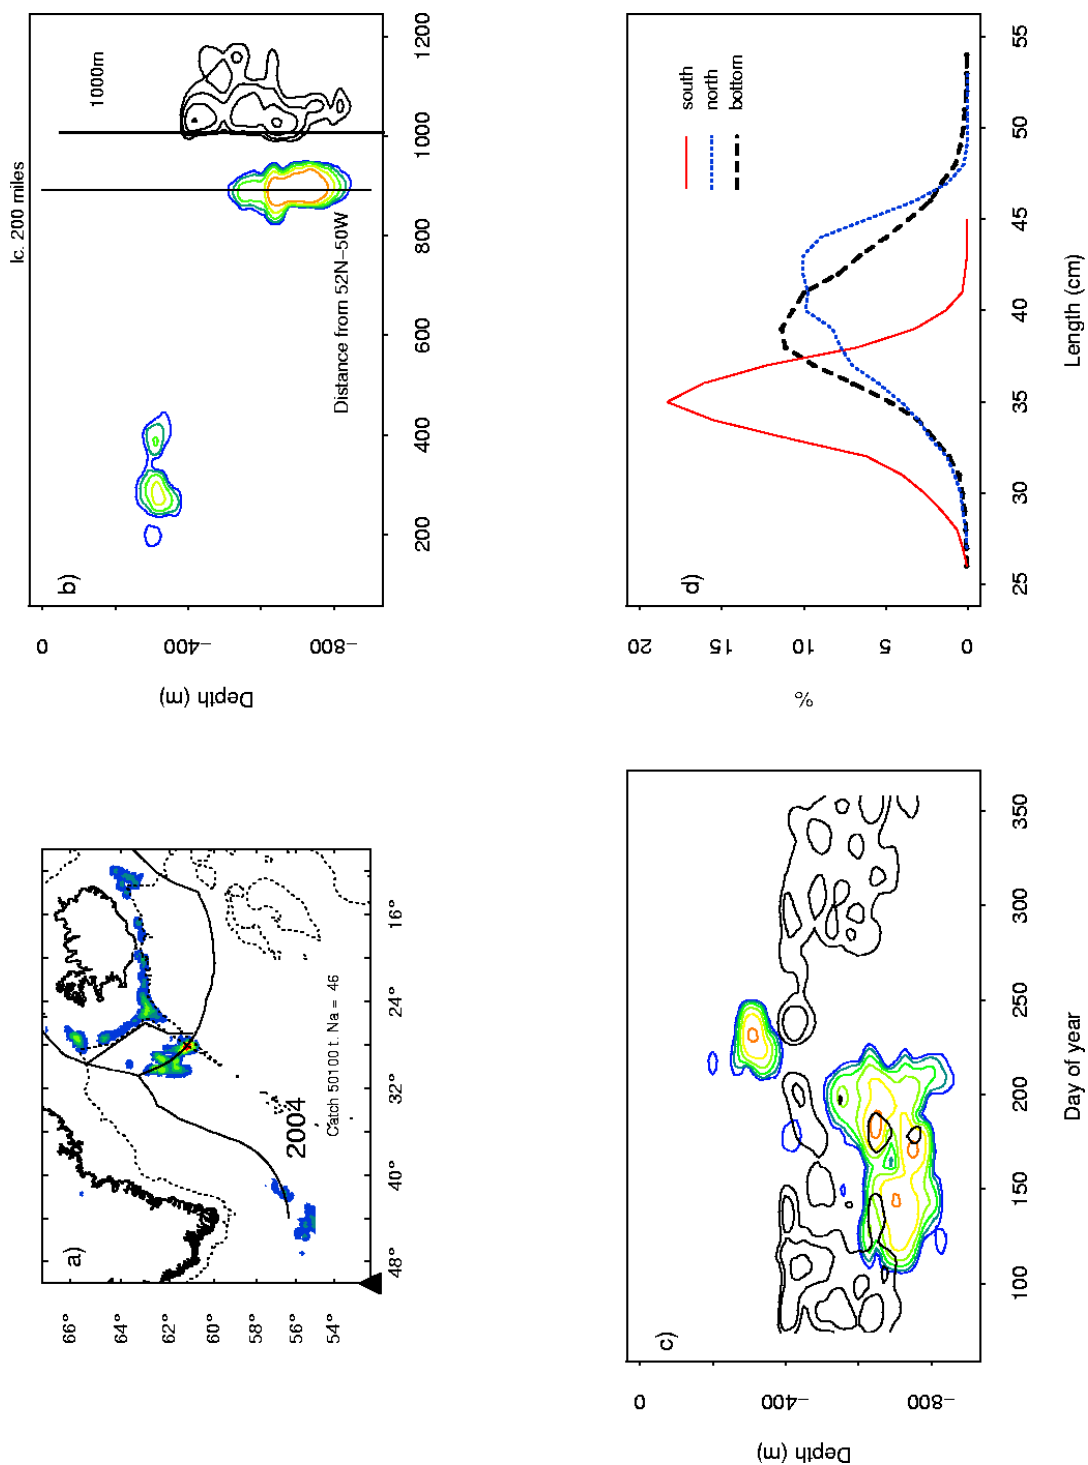 a)
66°
64°
62°
60°
58°
56°
54°
48°
40°
32°
24°
16°
2004
Catch 50100 t. Na = 46
b)
Ic. 200 miles
1000m
Distance from 52N-50W
Depth (m)
0
-400
-800
200
400
600
800
1000
1200
c)
Depth (m)
0
-400
-800
100
150
200
250
300
350
Day of year
d)
south
north
bottom
%
20
15
10
5
0
25
30
35
40
45
50
55
Length (cm)